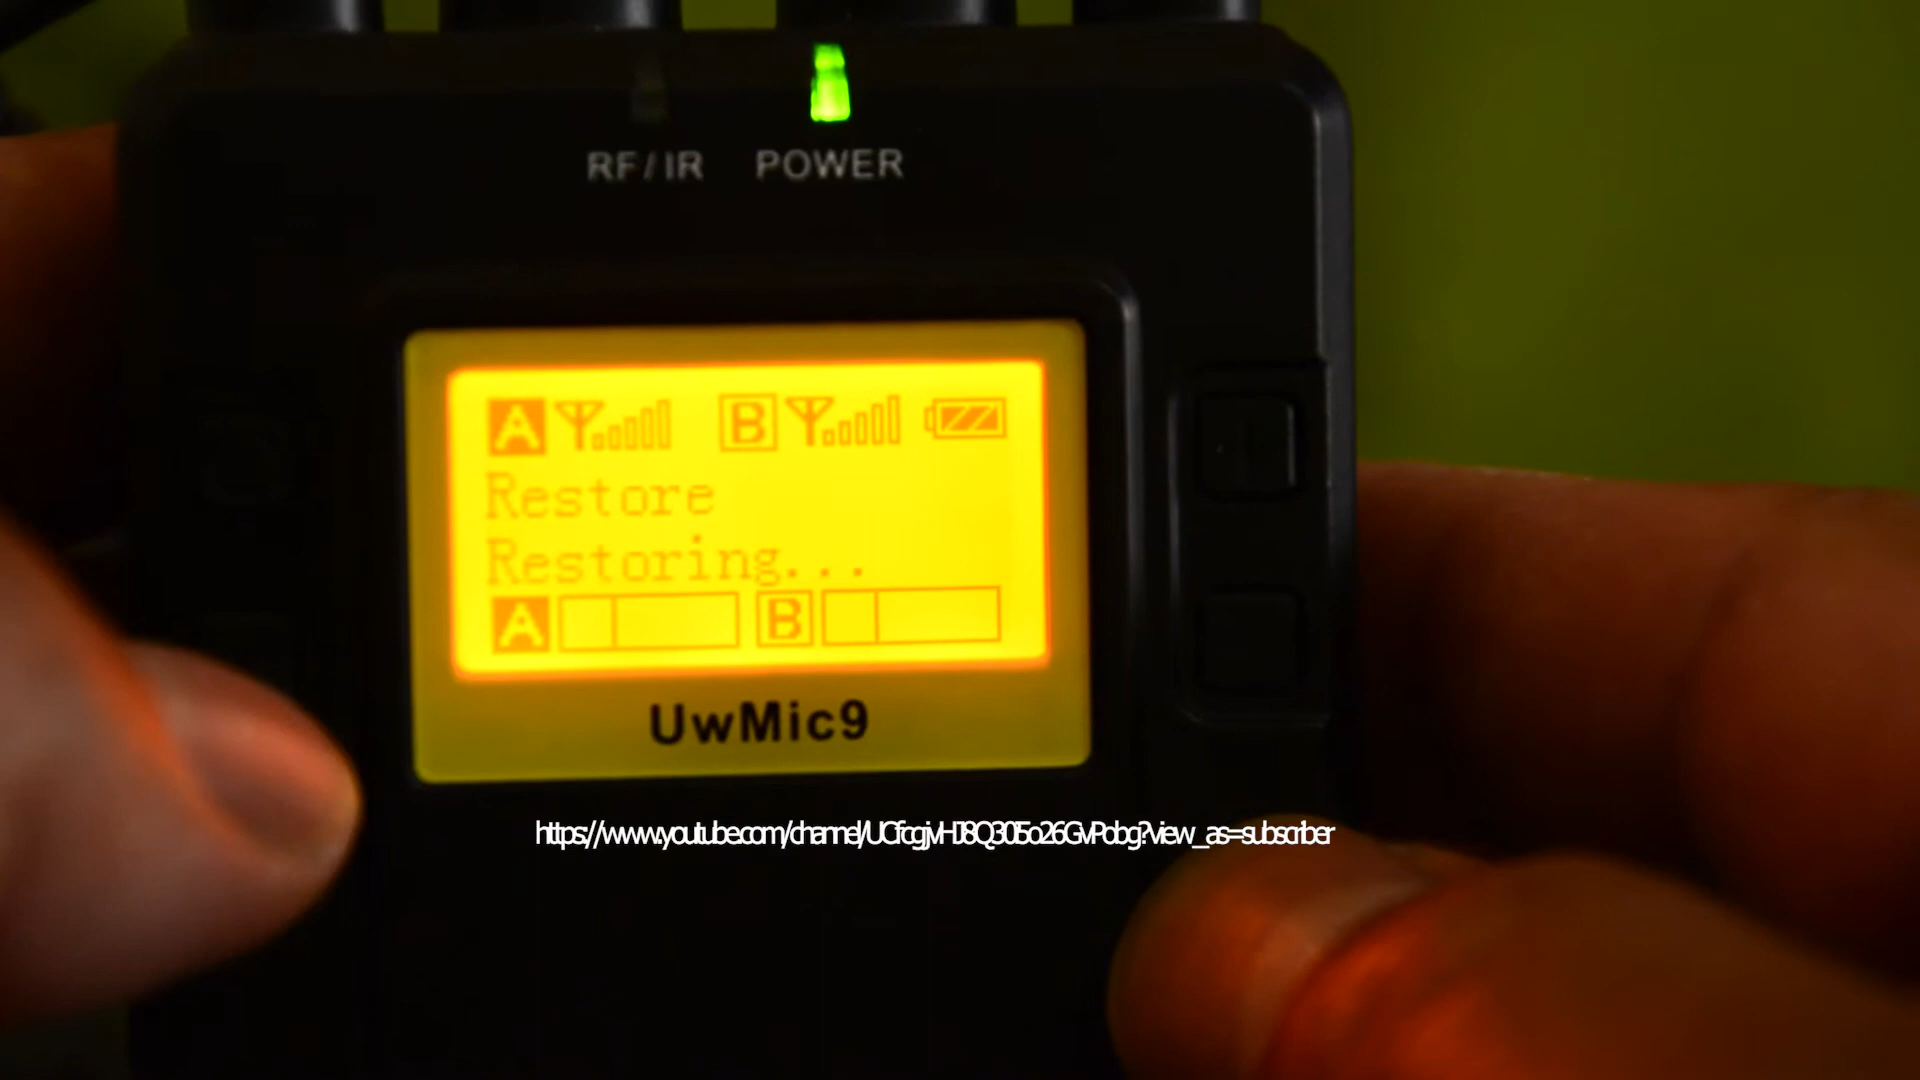 RF/IR POWER
A B
Restore
Restoring...
A B
UwMic9